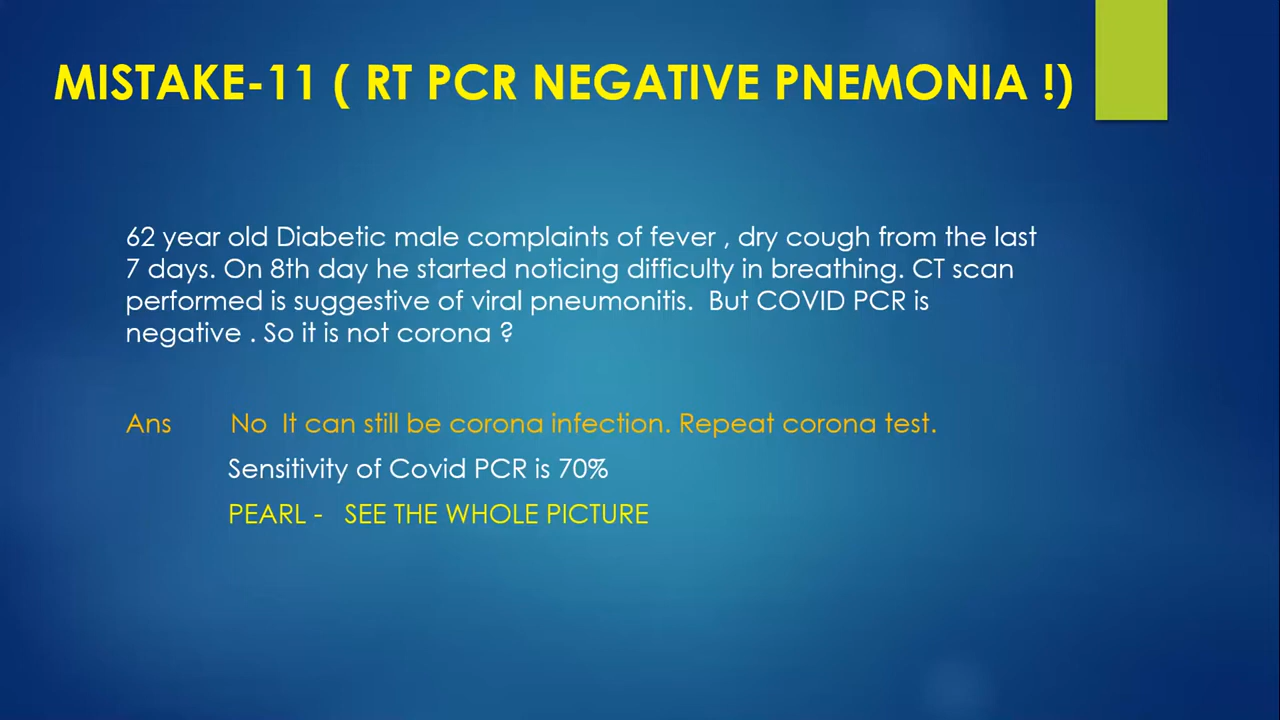 MISTAKE-11 ( RT PCR NEGATIVE PNEMONIA !)
62 year old Diabetic male complaints of fever , dry cough from the last
7 days. On 8th day he started noticing difficulty in breathing. CT scan
performed is suggestive of viral pneumonitis. But COVID PCR is
negative . So it is not corona ?
Ans No It can still be corona infection. Repeat corona test.
Sensitivity of Covid PCR is 70%
PEARL - SEE THE WHOLE PICTURE